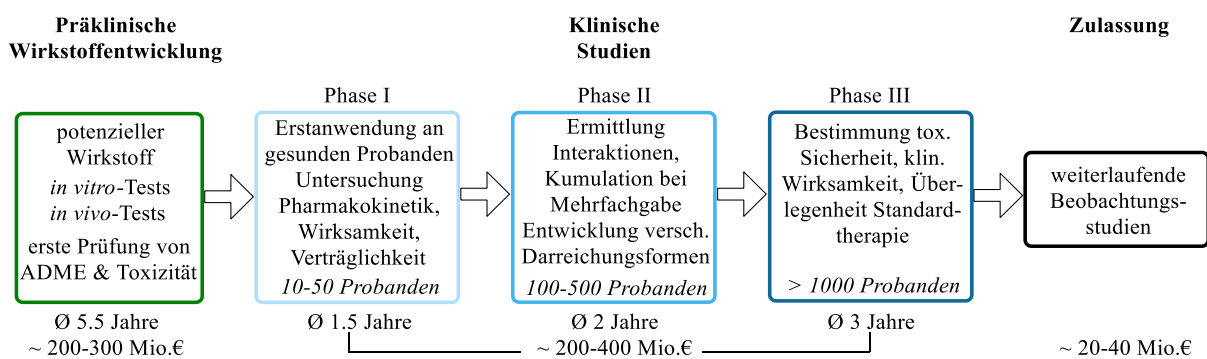 Präklinische
Wirkstoffentwicklung
Klinische
Studien
Zulassung
Phase I
Phase II
Phase III
potenzieller
Wirkstoff
in vitro-Tests
in vivo-Tests
erste Prüfung von
ADME & Toxizität
Erstanwendung an
gesunden Probanden
Untersuchung
Pharmakokinetik,
Wirksamkeit,
Verträglichkeit
10-50 Probanden
Ermittlung
Interaktionen,
Kumulation bei
Mehrfachgabe
Entwicklung versch.
Darreichungsformen
100-500 Probanden
Bestimmung tox.
Sicherheit, klin.
Wirksamkeit, Über-
legenheit Standard-
therapie
> 1000 Probanden
weiterlaufende
Beobachtungs-
studien
Ø 5.5 Jahre
~ 200-300 Mio.€
Ø 1.5 Jahre
Ø 2 Jahre
Ø 3 Jahre
~ 200-400 Mio.€
~ 20-40 Mio.€